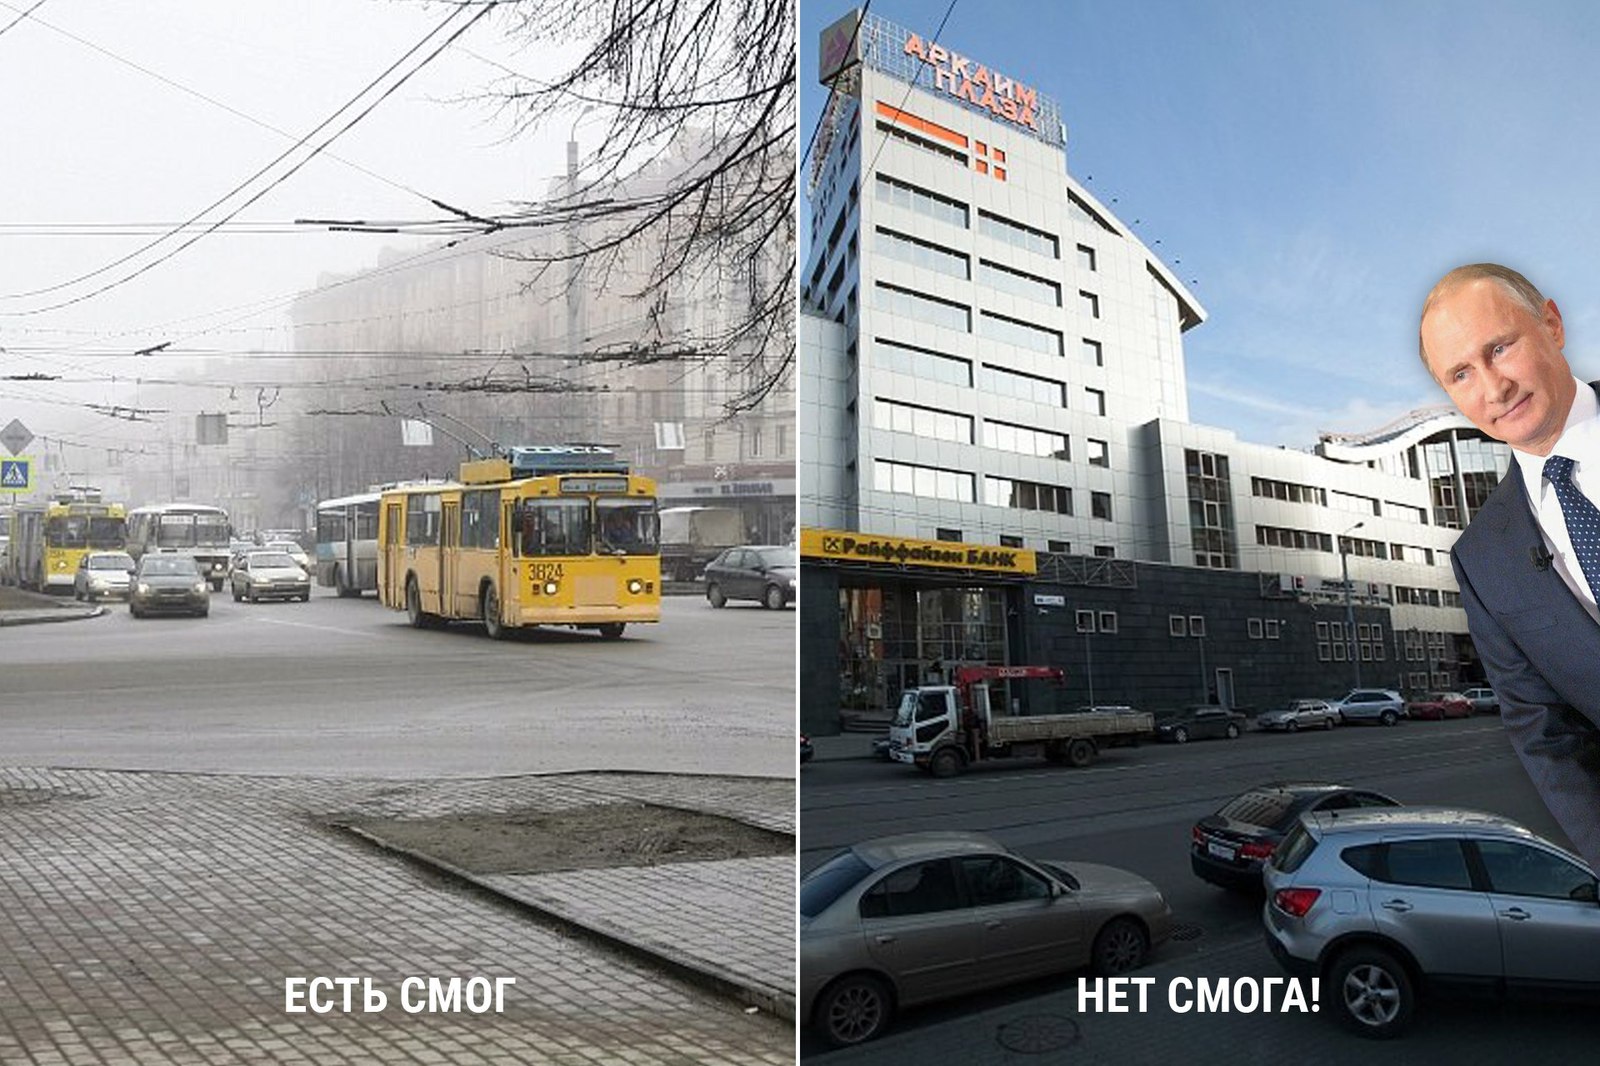 3824
ЕСТЬ СМОГ
АРКАИМ
ПЛАЗА
Райффайзен БАНК
НЕТ СМОГА!